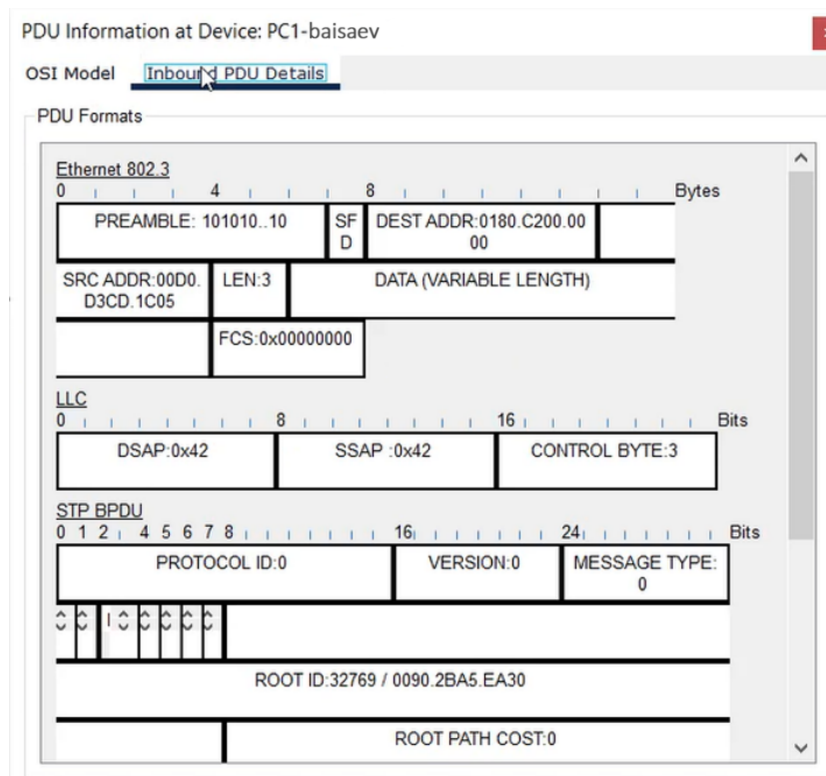 PDU Information at Device: PC1-baisaev
OSI Model Inbound PDU Details
PDU Formats
Ethernet 802.3
0 4 8 Bytes
PREAMBLE: 101010..10 SF DEST ADDR:0180.C200.00
D 00
SRC ADDR:00D0. LEN:3 DATA (VARIABLE LENGTH)
D3CD.1C05
FCS:0x00000000
LLC
0 8 16 Bits
DSAP:0x42 SSAP :0x42 CONTROL BYTE:3
STP BPDU
0 1 2 4 5 6 7 8 16 24 Bits
PROTOCOL ID:0 VERSION:0 MESSAGE TYPE:
0
ROOT ID:32769 / 0090.2BA5.EA30
ROOT PATH COST:0